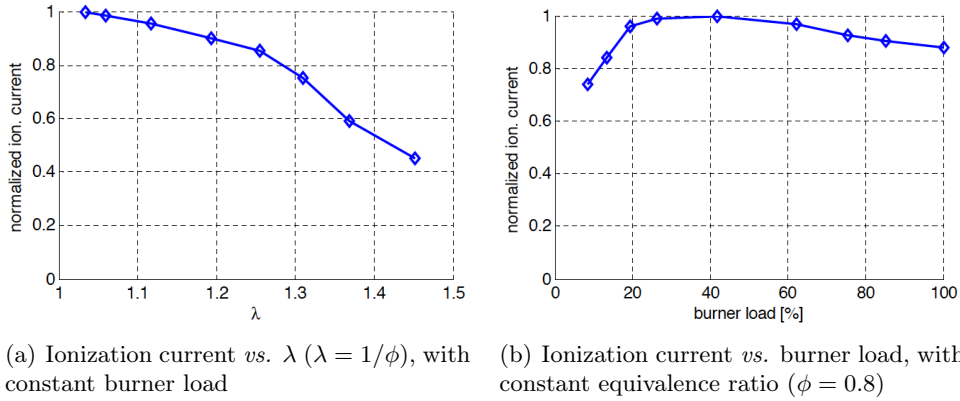 1
0.8
0.6
0.4
0.2
0
normalized ion. current
1 1.1 1.2 1.3 1.4 1.5
λ
(a) Ionization current vs. λ (λ = 1/ϕ), with
constant burner load
1
0.8
0.6
0.4
0.2
0
normalized ion. current
0 20 40 60 80 100
burner load [%]
(b) Ionization current vs. burner load, with
constant equivalence ratio (ϕ = 0.8)